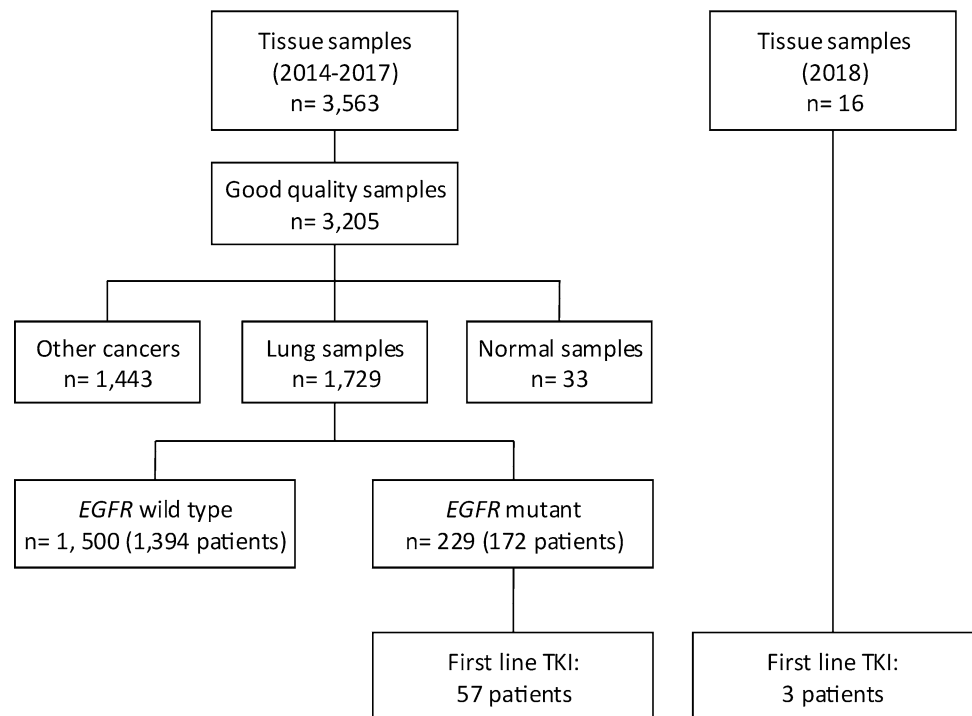 Tissue samples
(2014-2017)
n= 3,563
Tissue samples
(2018)
n= 16
Good quality samples
n= 3,205
Other cancers
n= 1,443
Lung samples
n= 1,729
Normal samples
n= 33
EGFR wild type
n= 1, 500 (1,394 patients)
EGFR mutant
n= 229 (172 patients)
First line TKI:
57 patients
First line TKI:
3 patients